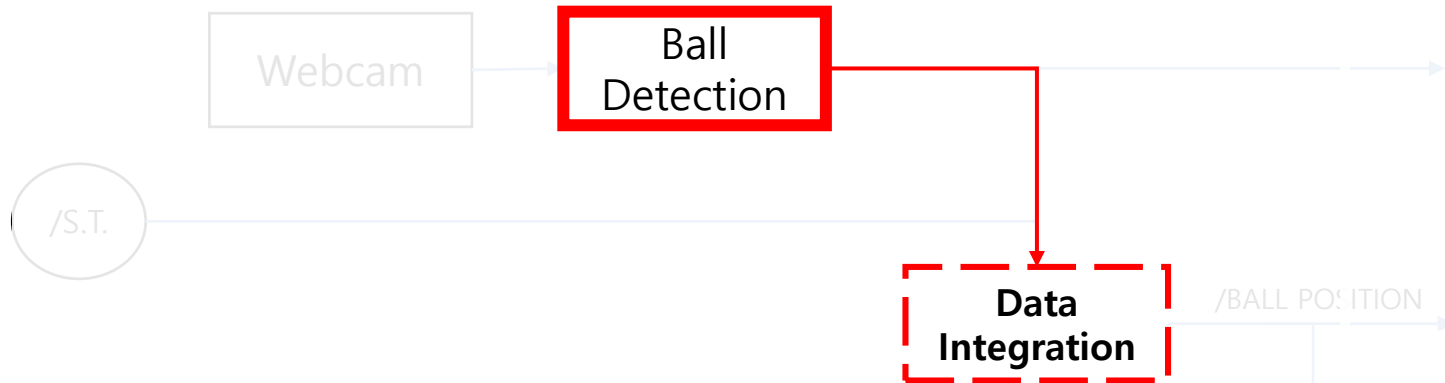 Webcam
Ball
Detection
/S.T.
Data
Integration
/BALL POSITION